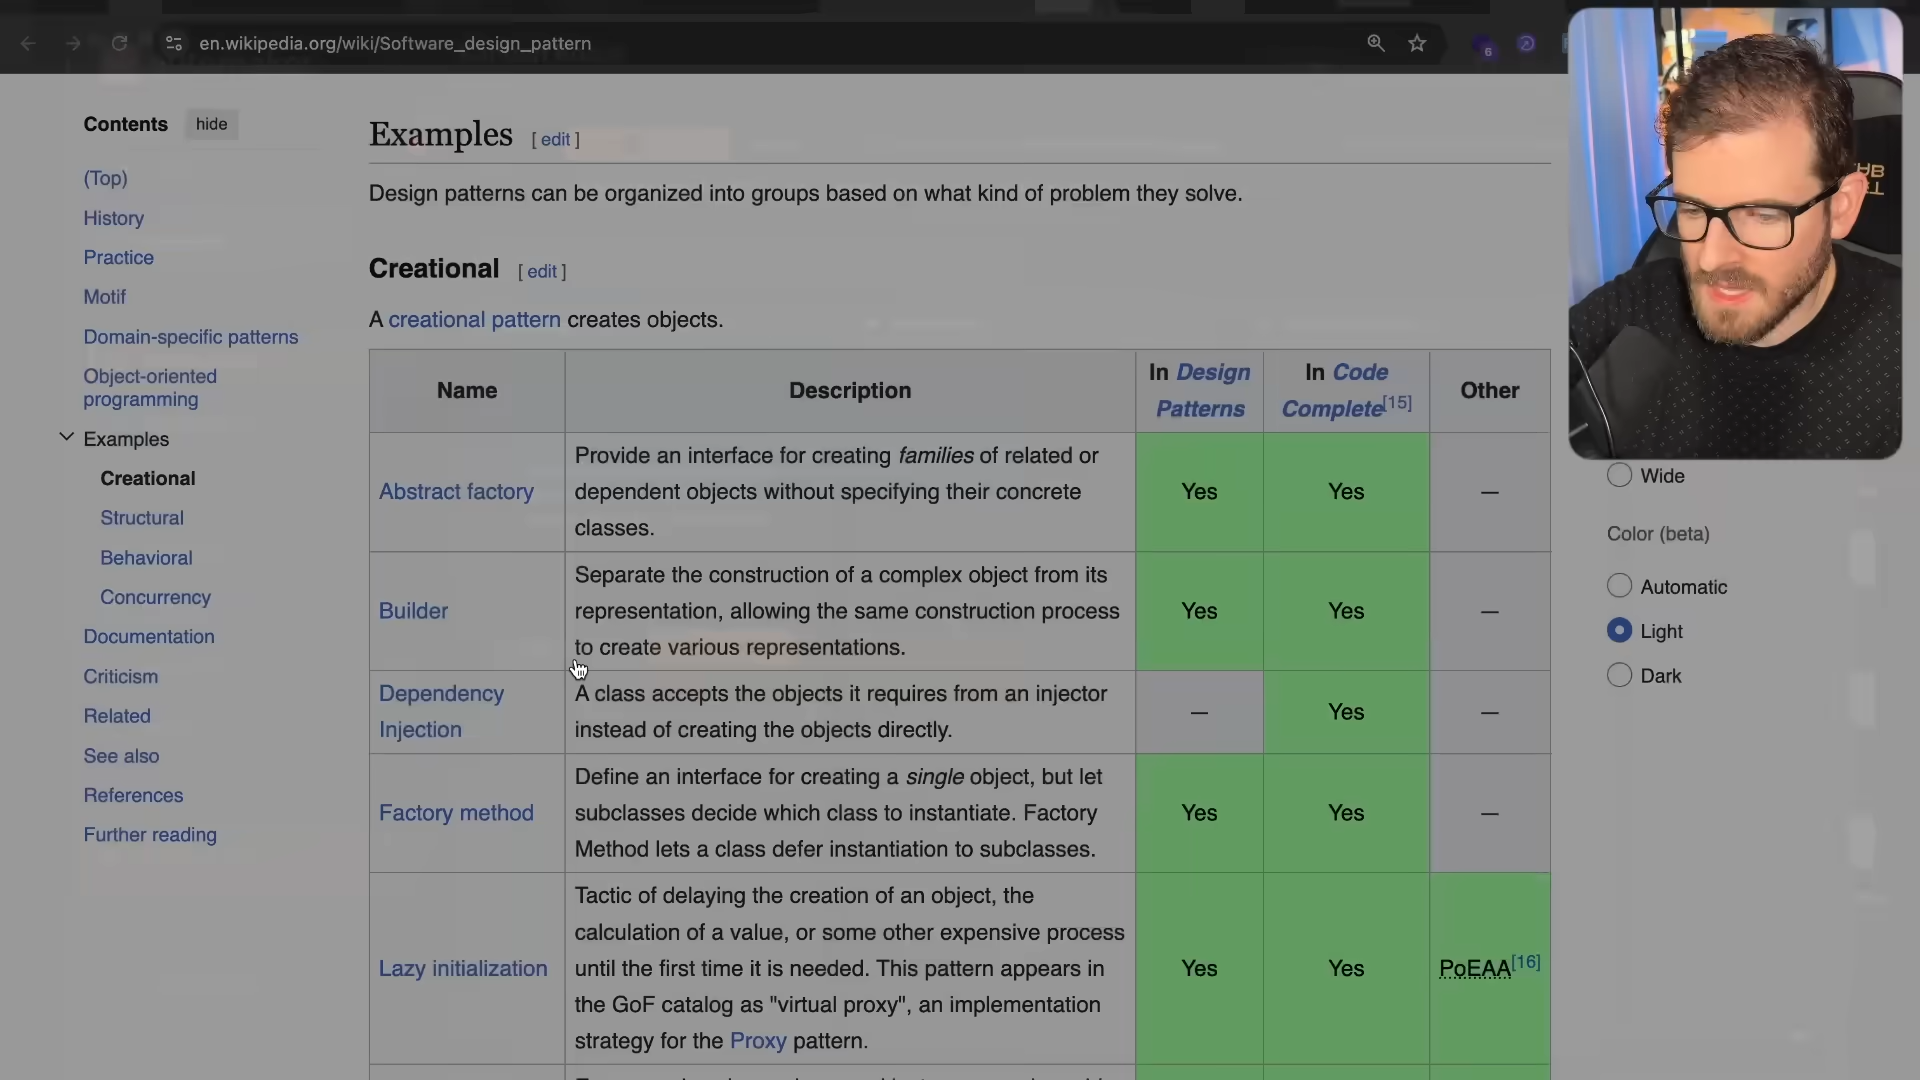 en.wikipedia.org/wiki/Software_design_pattern
6
Contents hide
(Top)
History
Practice
Motif
Domain-specific patterns
Object-oriented
programming
Examples
Creational
Structural
Behavioral
Concurrency
Documentation
Criticism
Related
See also
References
Further reading
Examples [ edit ]
Design patterns can be organized into groups based on what kind of problem they solve.
Creational [ edit ]
A creational pattern creates objects.
Name Description In Design Patterns In Code Complete[15] Other
Abstract factory
Provide an interface for creating families of related or
dependent objects without specifying their concrete
classes.
Yes Yes —
Builder
Separate the construction of a complex object from its
representation, allowing the same construction process
to create various representations.
Yes Yes —
Dependency
Injection
A class accepts the objects it requires from an injector
instead of creating the objects directly.
— Yes —
Factory method
Define an interface for creating a single object, but let
subclasses decide which class to instantiate. Factory
Method lets a class defer instantiation to subclasses.
Yes Yes —
Lazy initialization
Tactic of delaying the creation of an object, the
calculation of a value, or some other expensive process
until the first time it is needed. This pattern appears in
the GoF catalog as "virtual proxy", an implementation
strategy for the Proxy pattern.
Yes Yes PoEAA[16]
Wide
Color (beta)
Automatic
Light
Dark